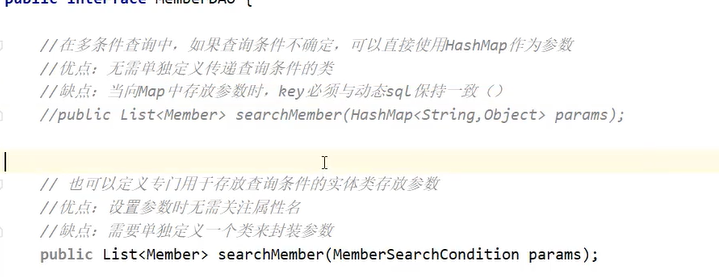 public interface MemberDAO {
//在多条件查询中，如果查询条件不确定，可以直接使用HashMap作为参数
//优点：无需单独定义传递查询条件的类
//缺点：当向Map中存放参数时，key必须与动态sql保持一致（）
//public List<Member> searchMember(HashMap<String,Object> params);
// 也可以定义专门用于存放查询条件的实体类存放参数
//优点：设置参数时无需关注属性名
//缺点：需要单独定义一个类来封装参数
public List<Member> searchMember(MemberSearchCondition params);